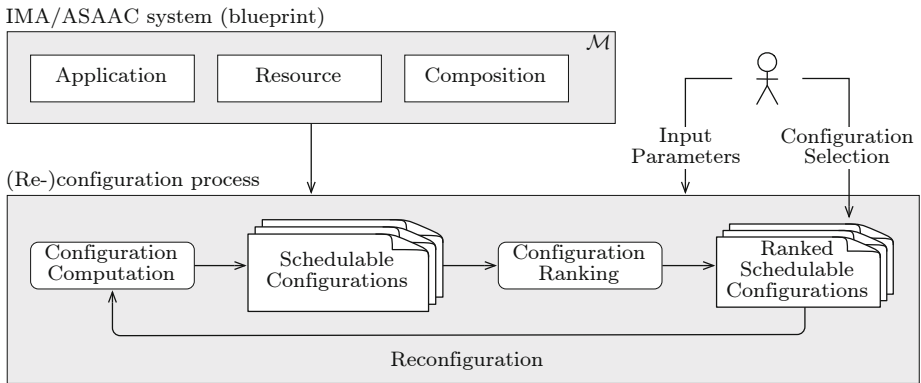 IMA/ASAAC system (blueprint)
ℳ
Application
Resource
Composition
Input
Parameters
Configuration
Selection
(Re-)configuration process
Configuration
Computation
Schedulable
Configurations
Configuration
Ranking
Ranked
Schedulable
Configurations
Reconfiguration